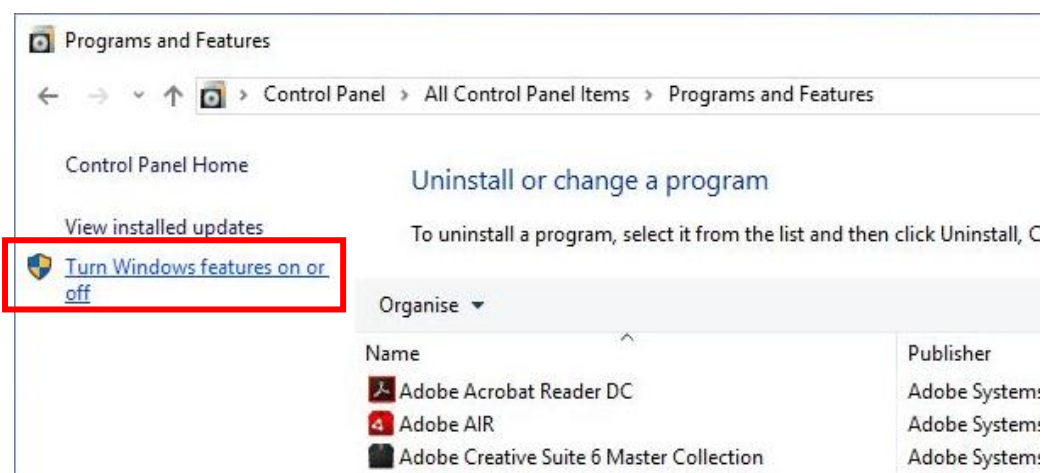 Programs and Features
Control Panel > All Control Panel Items > Programs and Features
Control Panel Home
View installed updates
Turn Windows features on or
off
Uninstall or change a program
To uninstall a program, select it from the list and then click Uninstall, C
Organise
Name Publisher
Adobe Acrobat Reader DC Adobe Systems
Adobe AIR Adobe Systems
Adobe Creative Suite 6 Master Collection Adobe Systems